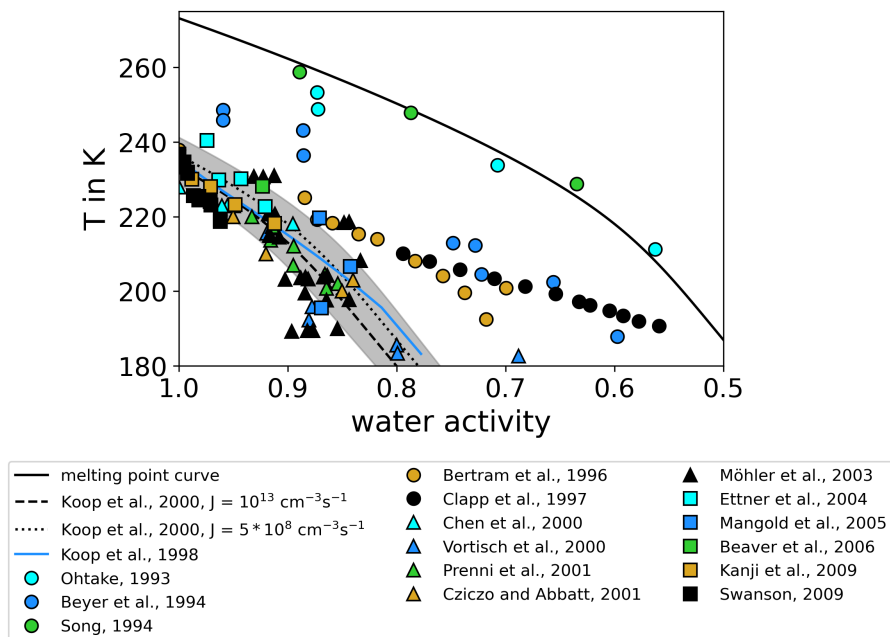 260
240
220
200
180
T in K
1.0
0.9
0.8
0.7
0.6
0.5
water activity
melting point curve
Koop et al., 2000, J = 10¹³ cm⁻³s⁻¹
Koop et al., 2000, J = 5 * 10⁸ cm⁻³s⁻¹
Koop et al., 1998
Ohtake, 1993
Beyer et al., 1994
Song, 1994
Bertram et al., 1996
Clapp et al., 1997
Chen et al., 2000
Vortisch et al., 2000
Prenni et al., 2001
Cziczo and Abbatt, 2001
Möhler et al., 2003
Ettner et al., 2004
Mangold et al., 2005
Beaver et al., 2006
Kanji et al., 2009
Swanson, 2009